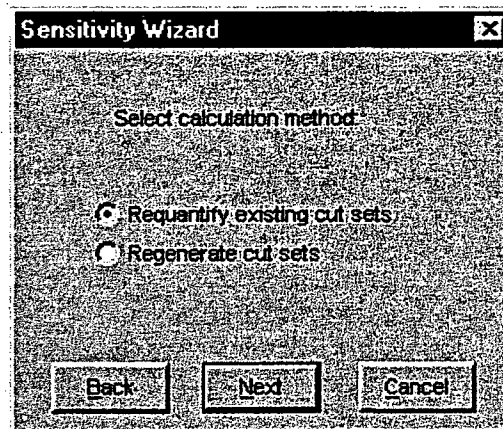 Sensitivity Wizard
Select calculation method:
Requantify existing cut sets
Regenerate cut sets
Back Next Cancel